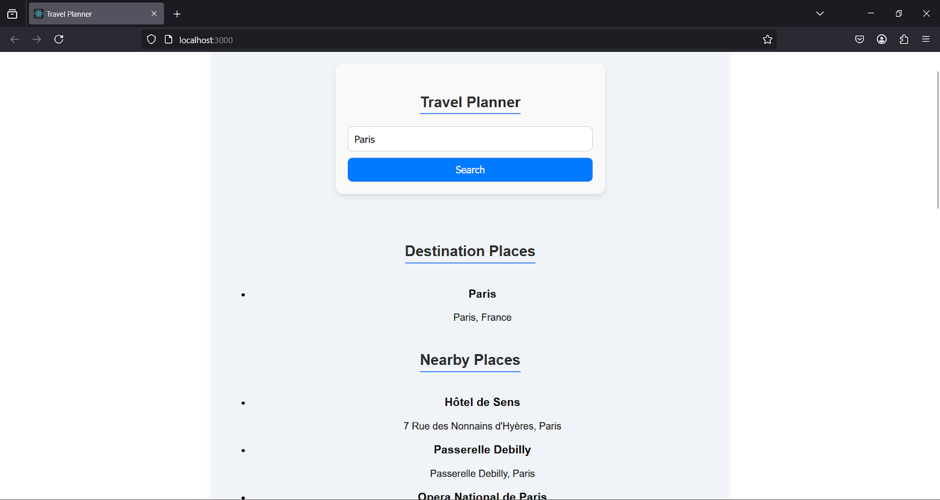 Travel Planner
localhost:3000
Travel Planner
Paris
Search
Destination Places
Paris
Paris, France
Nearby Places
Hôtel de Sens
7 Rue des Nonnains d'Hyères, Paris
Passerelle Debilly
Passerelle Debilly, Paris
Opera National de Paris